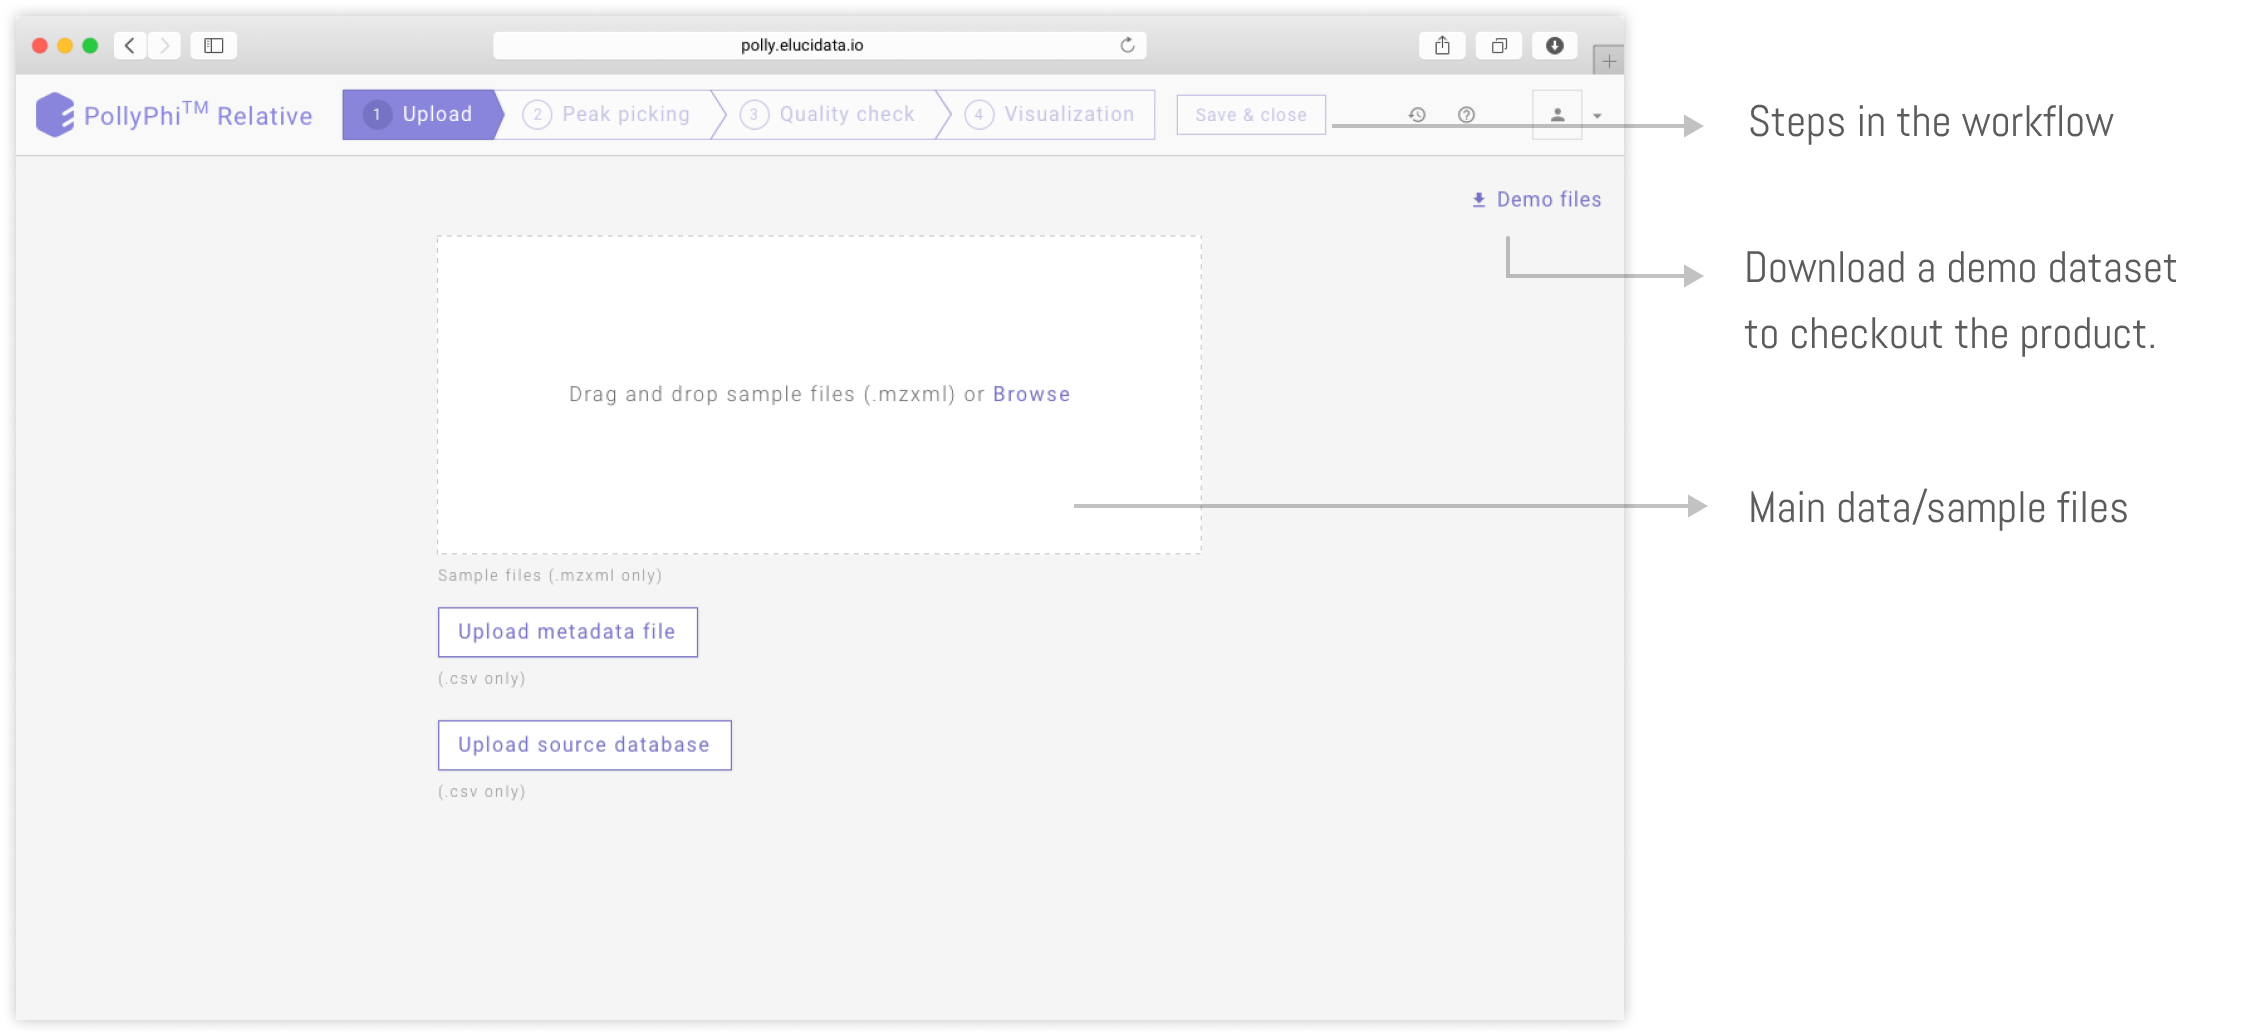 polly.elucidata.io
PollyPhi™ Relative
1 Upload
2 Peak picking
3 Quality check
4 Visualization
Save & close
Steps in the workflow
Demo files
Download a demo dataset
to checkout the product.
Drag and drop sample files (.mzxml) or Browse
Main data/sample files
Sample files (.mzxml only)
Upload metadata file
(.csv only)
Upload source database
(.csv only)